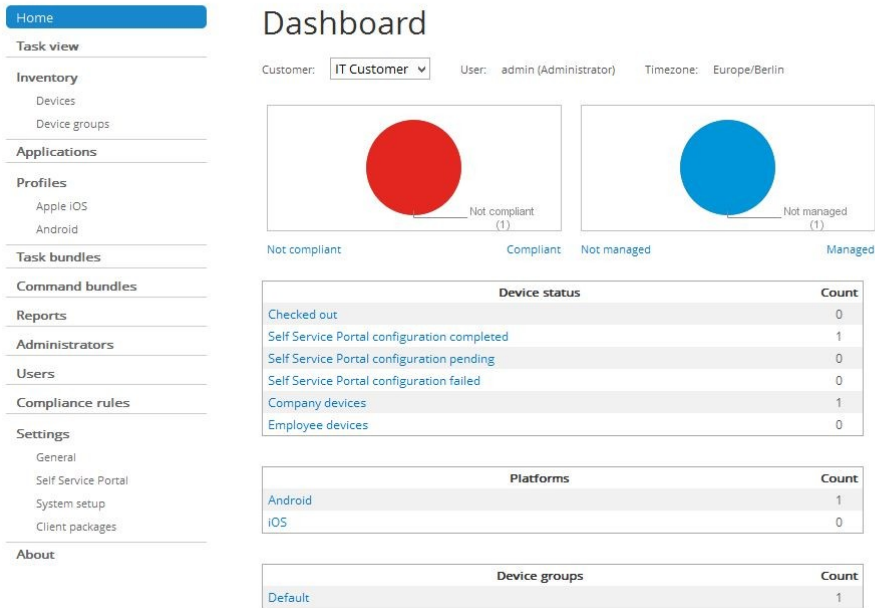 Home
Task view
Inventory
Devices
Device groups
Applications
Profiles
Apple iOS
Android
Task bundles
Command bundles
Reports
Administrators
Users
Compliance rules
Settings
General
Self Service Portal
System setup
Client packages
About
Dashboard
Customer: IT Customer User: admin (Administrator) Timezone: Europe/Berlin
Not compliant
(1)
Not compliant Compliant
Not managed
(1)
Not managed Managed
Device status Count
Checked out 0
Self Service Portal configuration completed 1
Self Service Portal configuration pending 0
Self Service Portal configuration failed 0
Company devices 1
Employee devices 0
Platforms Count
Android 1
iOS 0
Device groups Count
Default 1